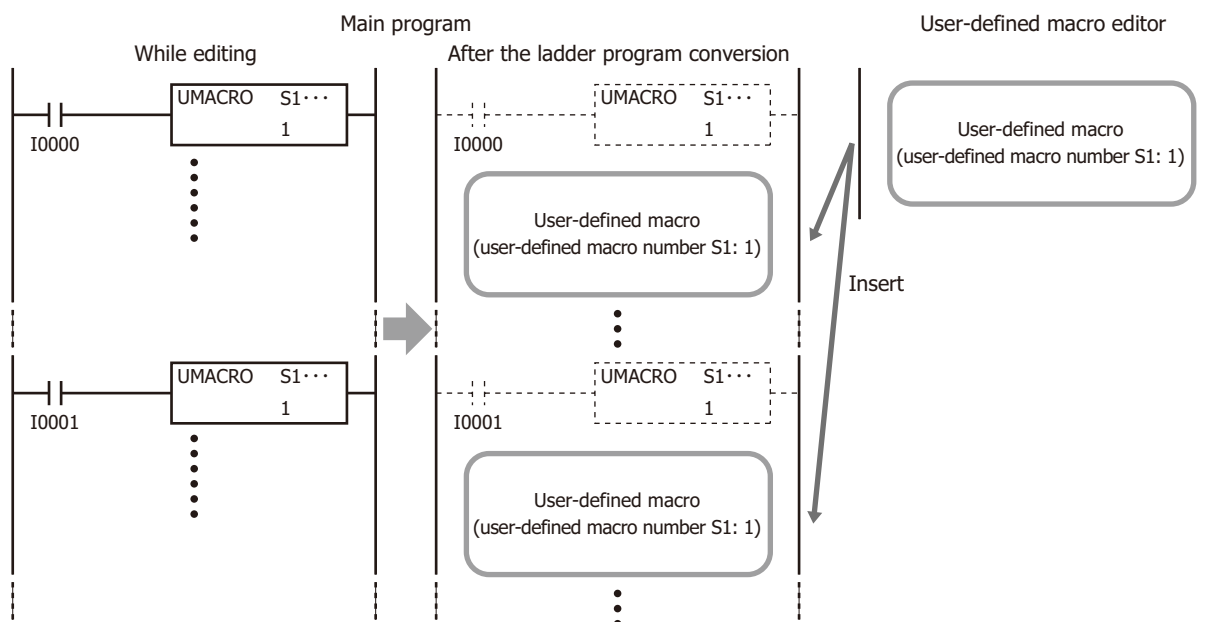 Main program
User-defined macro editor
While editing
After the ladder program conversion
UMACRO S1···
1
I0000
UMACRO S1···
1
I0000
User-defined macro
(user-defined macro number S1: 1)
User-defined macro
(user-defined macro number S1: 1)
Insert
UMACRO S1···
1
I0001
UMACRO S1···
1
I0001
User-defined macro
(user-defined macro number S1: 1)